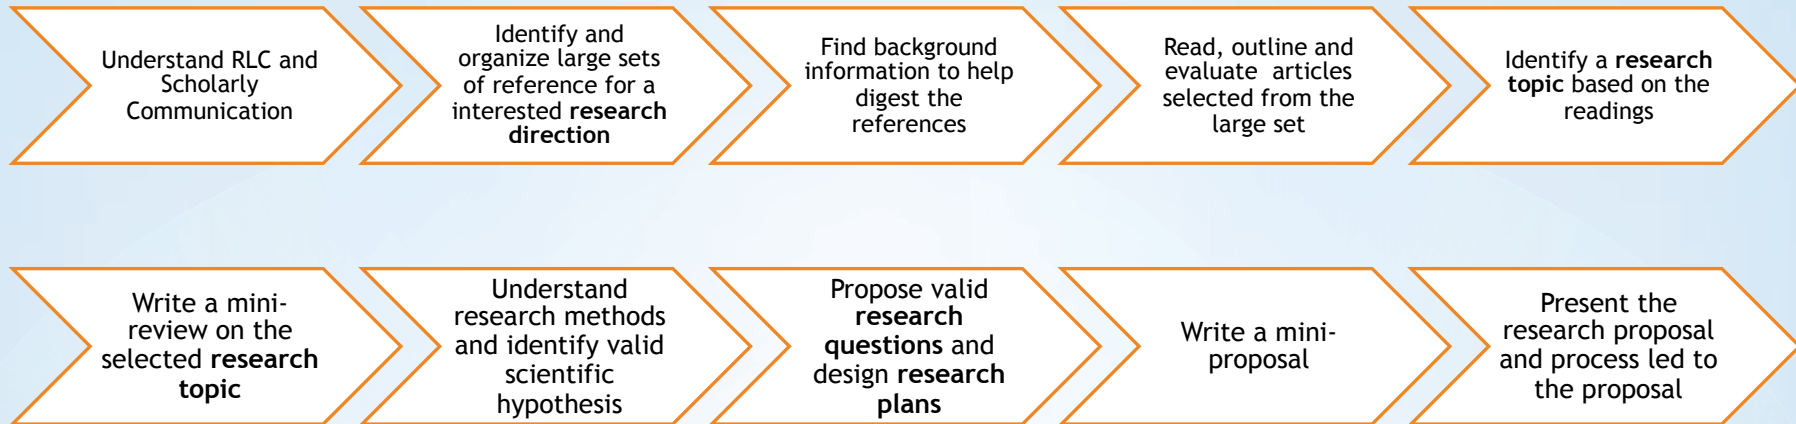 Understand RLC and
Scholarly
Communication
Identify and
organize large sets
of reference for a
interested research
direction
Find background
information to help
digest the
references
Read, outline and
evaluate articles
selected from the
large set
Identify a research
topic based on the
readings
Write a mini-
review on the
selected research
topic
Understand
research methods
and identify valid
scientific
hypothesis
Propose valid
research
questions and
design research
plans
Write a mini-
proposal
Present the
research proposal
and process led to
the proposal